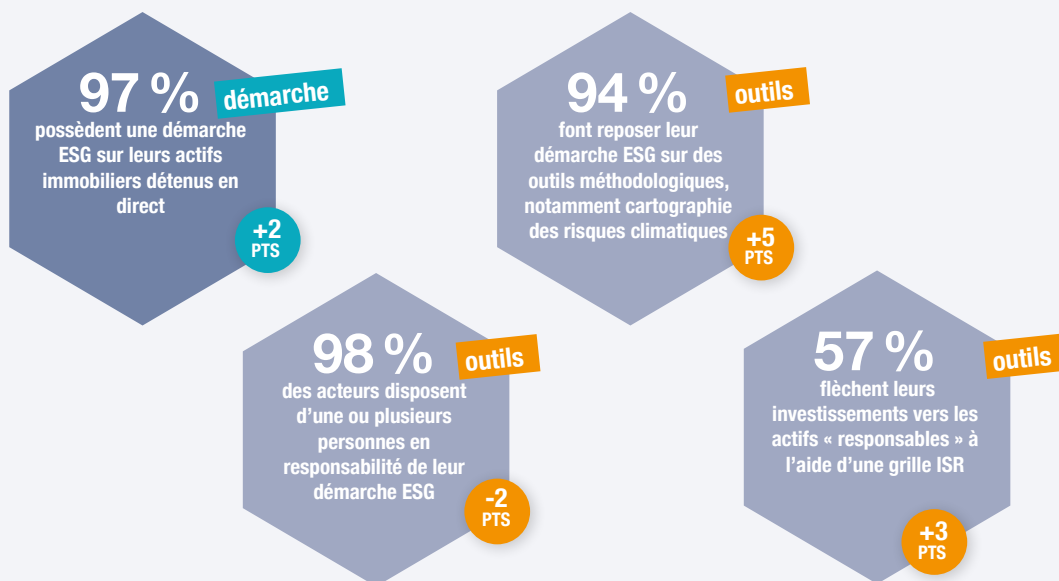 97 %
démarche
possèdent une démarche
ESG sur leurs actifs
immobiliers détenus en
direct
+2
PTS
94 %
outils
font reposer leur
démarche ESG sur des
outils méthodologiques,
notamment cartographie
des risques climatiques
+5
PTS
98 %
outils
des acteurs disposent
d’une ou plusieurs
personnes en
responsabilité de leur
démarche ESG
-2
PTS
57 %
outils
flèchent leurs
investissements vers les
actifs « responsables » à
l’aide d’une grille ISR
+3
PTS